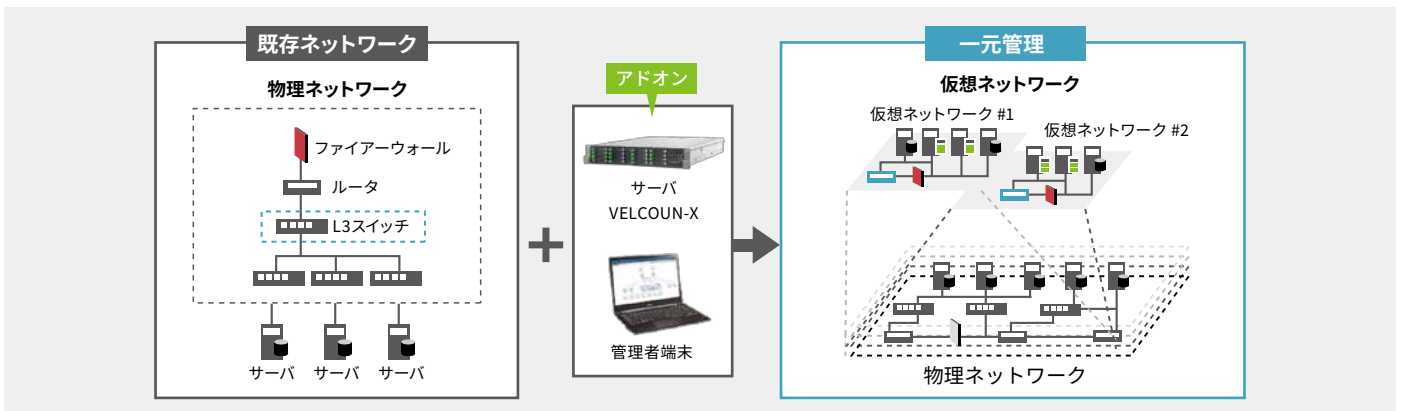 既存ネットワーク
物理ネットワーク
ファイアーウォール
ルータ
L3スイッチ
サーバ
サーバ
サーバ
アドオン
サーバ
VELCOUN-X
管理者端末
一元管理
仮想ネットワーク
仮想ネットワーク #1
仮想ネットワーク #2
物理ネットワーク